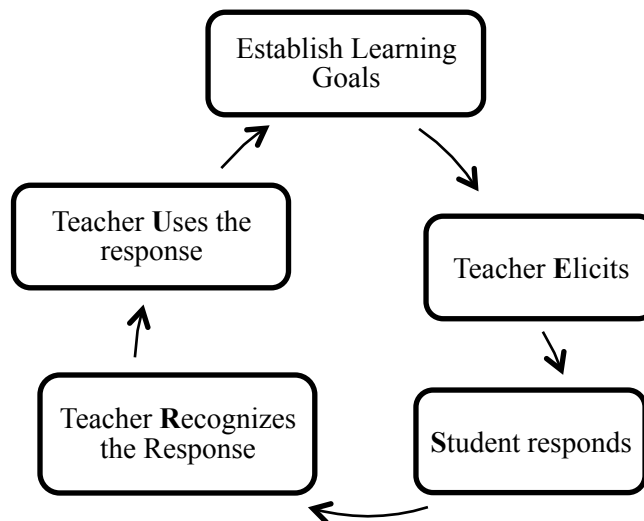 Establish Learning
Goals
Teacher Elicits
Student responds
Teacher Recognizes
the Response
Teacher Uses the
response